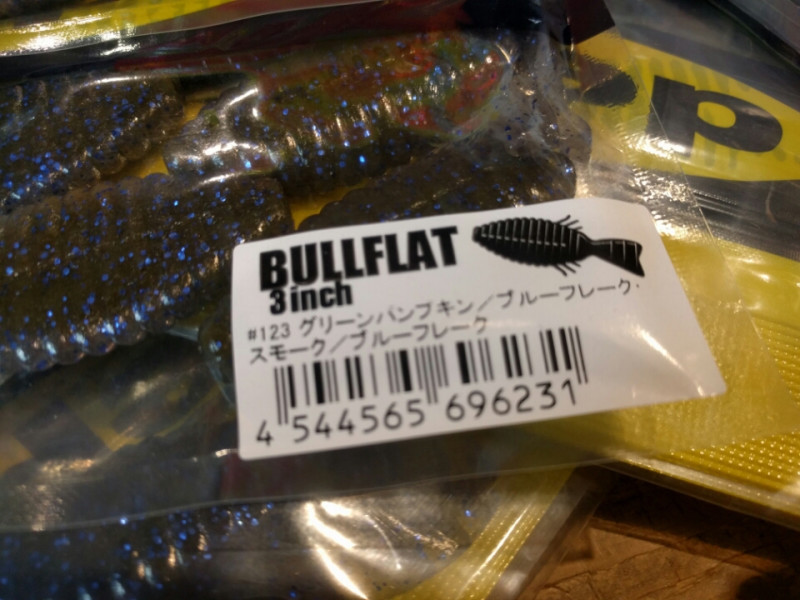 BULLFLAT
3inch
#123 グリーンパンプキン／ブルーフレーク・
スモーク／ブルーフレーク
4 544565 696231